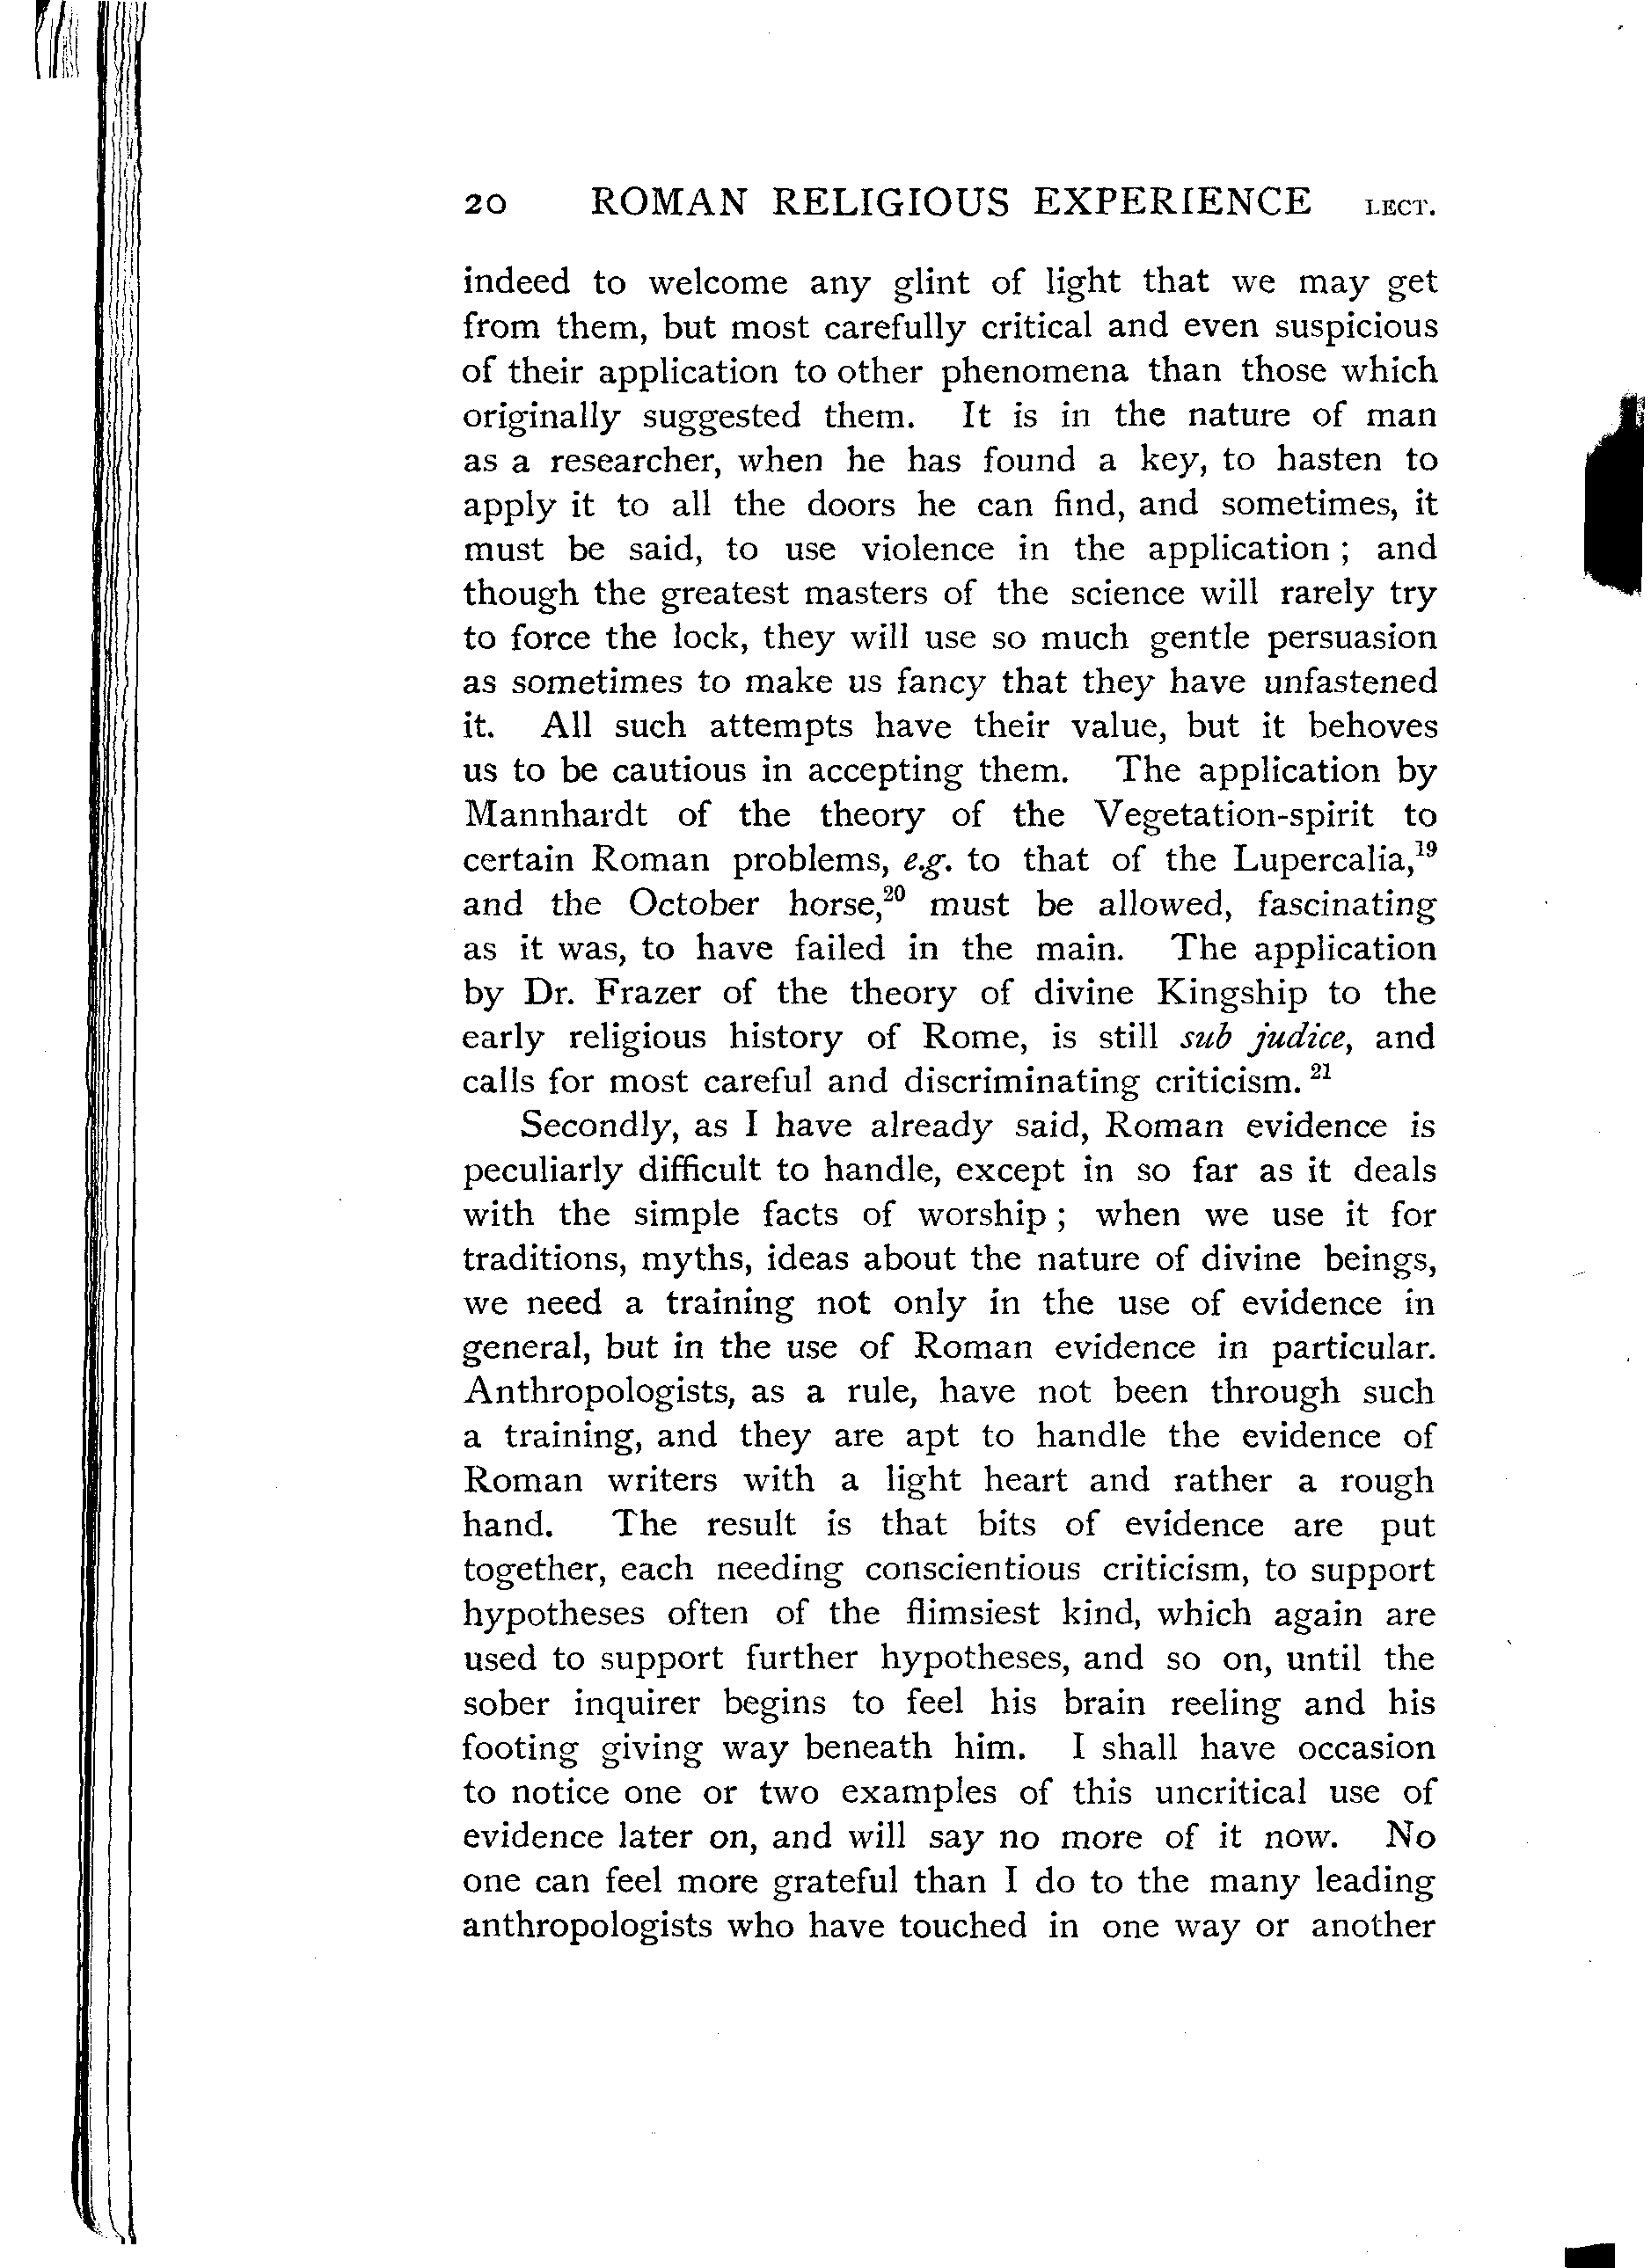 20 ROMAN RELIGIOUS EXPERIENCE LECT.
indeed to welcome any glint of light that we may get
from them, but most carefully critical and even suspicious
of their application to other phenomena than those which
originally suggested them. It is in the nature of man
as a researcher, when he has found a key, to hasten to
apply it to all the doors he can find, and sometimes, it
must be said, to use violence in the application ; and
though the greatest masters of the science will rarely try
to force the lock, they will use so much gentle persuasion
as sometimes to make us fancy that they have unfastened
it. All such attempts have their value, but it behoves
us to be cautious in accepting them. The application by
Mannhardt of the theory of the Vegetation-spirit to
certain Roman problems, e.g. to that of the Lupercalia,¹⁹
and the October horse,²⁰ must be allowed, fascinating
as it was, to have failed in the main. The application
by Dr. Frazer of the theory of divine Kingship to the
early religious history of Rome, is still sub judice, and
calls for most careful and discriminating criticism. ²¹
Secondly, as I have already said, Roman evidence is
peculiarly difficult to handle, except in so far as it deals
with the simple facts of worship ; when we use it for
traditions, myths, ideas about the nature of divine beings,
we need a training not only in the use of evidence in
general, but in the use of Roman evidence in particular.
Anthropologists, as a rule, have not been through such
a training, and they are apt to handle the evidence of
Roman writers with a light heart and rather a rough
hand. The result is that bits of evidence are put
together, each needing conscientious criticism, to support
hypotheses often of the flimsiest kind, which again are
used to support further hypotheses, and so on, until the
sober inquirer begins to feel his brain reeling and his
footing giving way beneath him. I shall have occasion
to notice one or two examples of this uncritical use of
evidence later on, and will say no more of it now. No
one can feel more grateful than I do to the many leading
anthropologists who have touched in one way or another